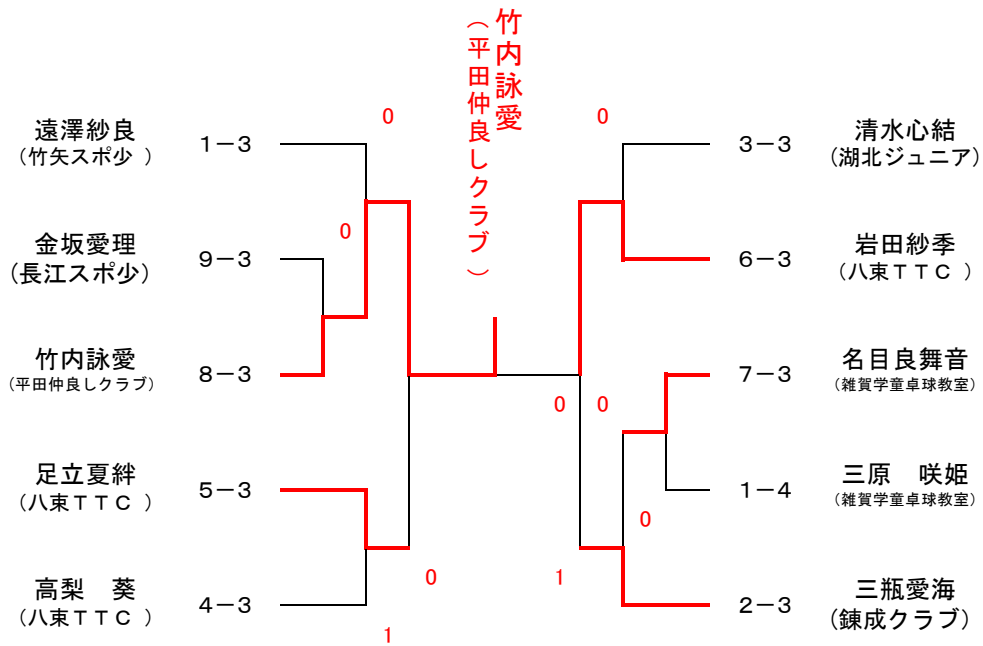 竹内詠愛
（平田仲良しクラブ）
遠澤紗良
（竹矢スポ少 ）
1－3
0
金坂愛理
（長江スポ少）
9－3
0
竹内詠愛
（平田仲良しクラブ）
8－3
足立夏絆
（八束ＴＴＣ ）
5－3
0
高梨　葵
（八束ＴＴＣ ）
4－3
1
0
3－3
清水心結
（湖北ジュニア）
6－3
岩田紗季
（八束ＴＴＣ ）
0
0
7－3
名目良舞音
（雑賀学童卓球教室）
1－4
三原　咲姫
（雑賀学童卓球教室）
0
1
2－3
三瓶愛海
（錬成クラブ）